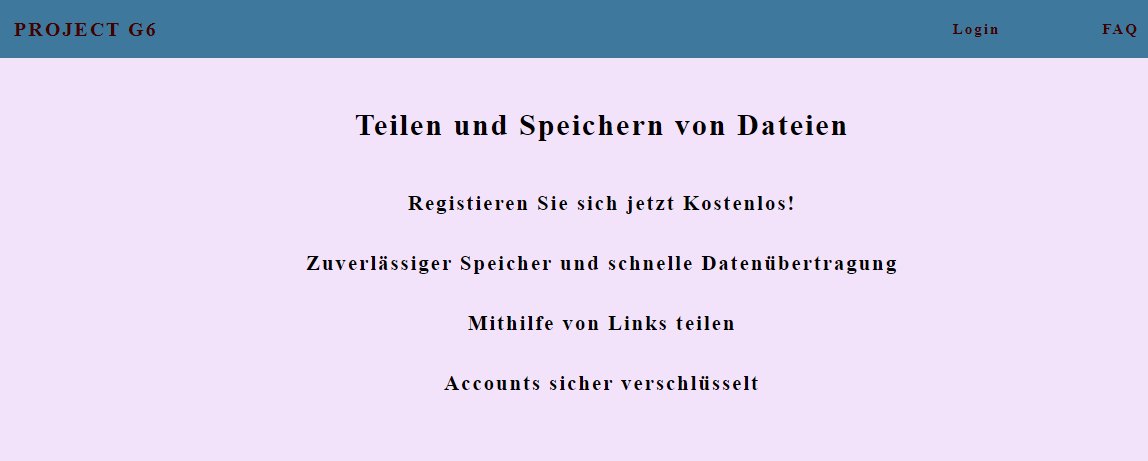 PROJECT G6 Login FAQ
Teilen und Speichern von Dateien
Registieren Sie sich jetzt Kostenlos!
Zuverlässiger Speicher und schnelle Datenübertragung
Mithilfe von Links teilen
Accounts sicher verschlüsselt